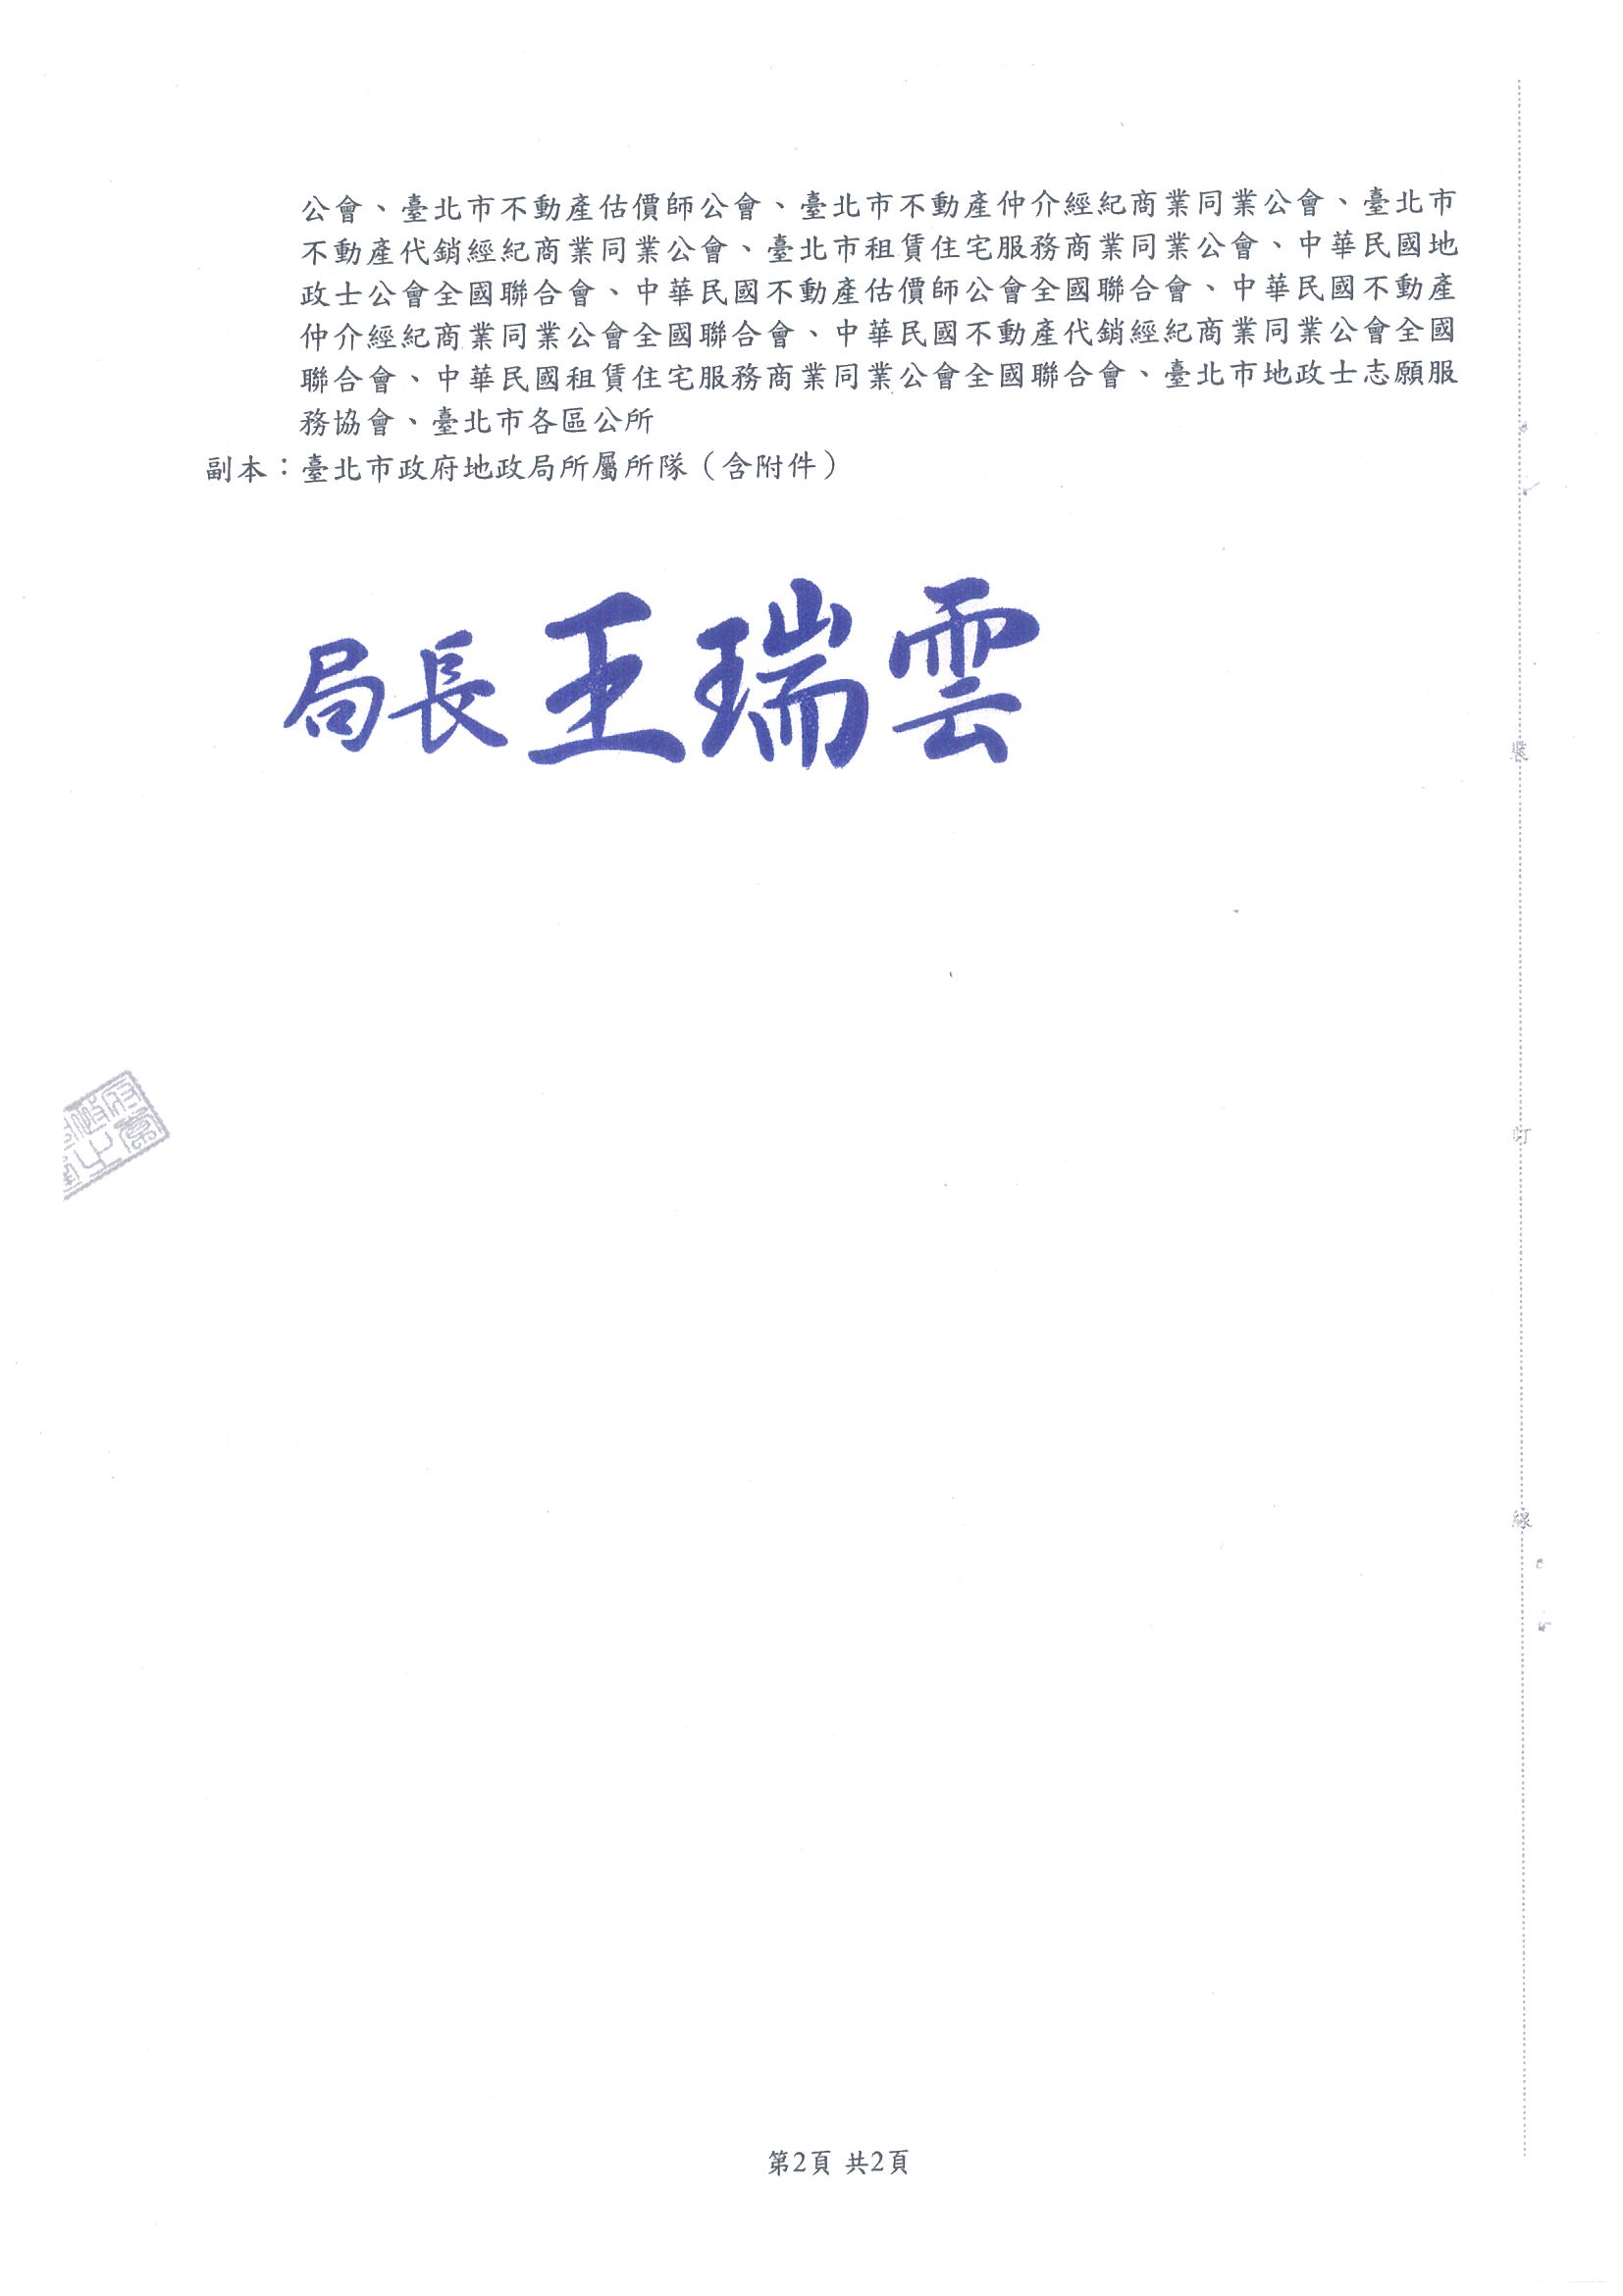 公會、臺北市不動產估價師公會、臺北市不動產仲介經紀商業同業公會、臺北市
不動產代銷經紀商業同業公會、臺北市租賃住宅服務商業同業公會、中華民國地
政士公會全國聯合會、中華民國不動產估價師公會全國聯合會、中華民國不動產
仲介經紀商業同業公會全國聯合會、中華民國不動產代銷經紀商業同業公會全國
聯合會、中華民國租賃住宅服務商業同業公會全國聯合會、臺北市地政士志願服
務協會、臺北市各區公所
副本：臺北市政府地政局所屬所隊（含附件）
局長王瑞雲
裝
訂
線
第2頁 共2頁